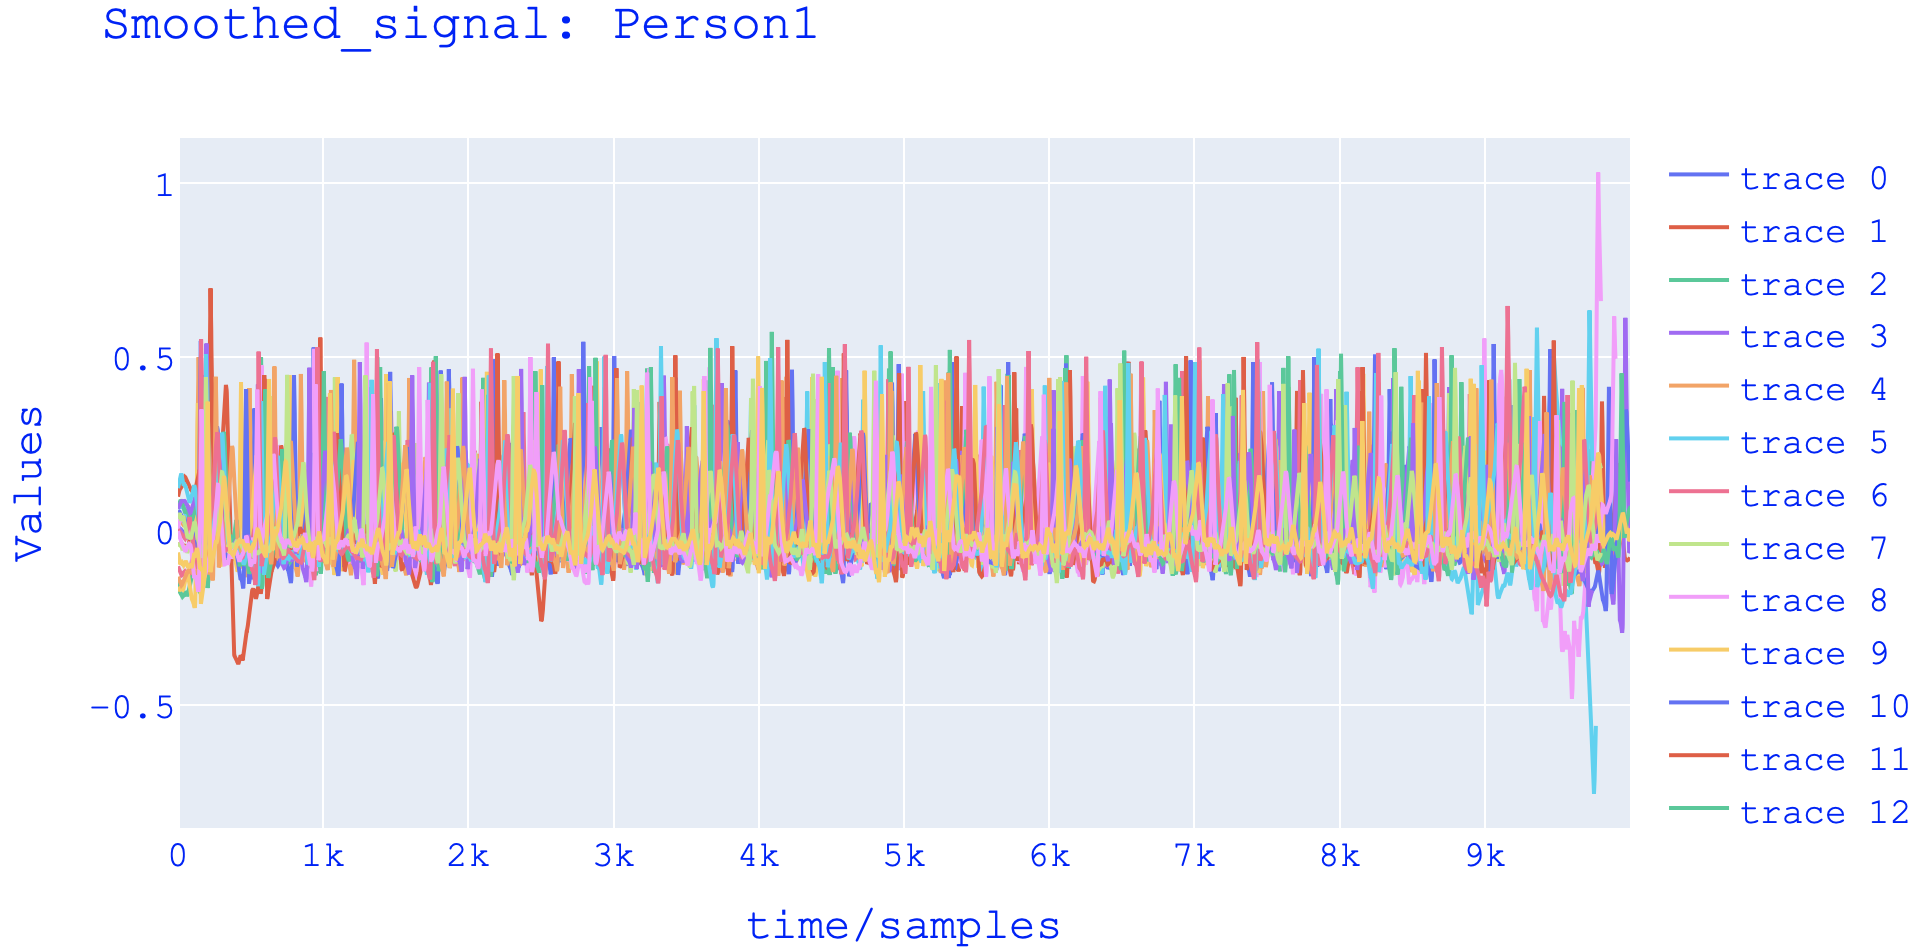 Smoothed_signal: Person1
Values
1
0.5
0
−0.5
0 1k 2k 3k 4k 5k 6k 7k 8k 9k
time/samples
trace 0
trace 1
trace 2
trace 3
trace 4
trace 5
trace 6
trace 7
trace 8
trace 9
trace 10
trace 11
trace 12